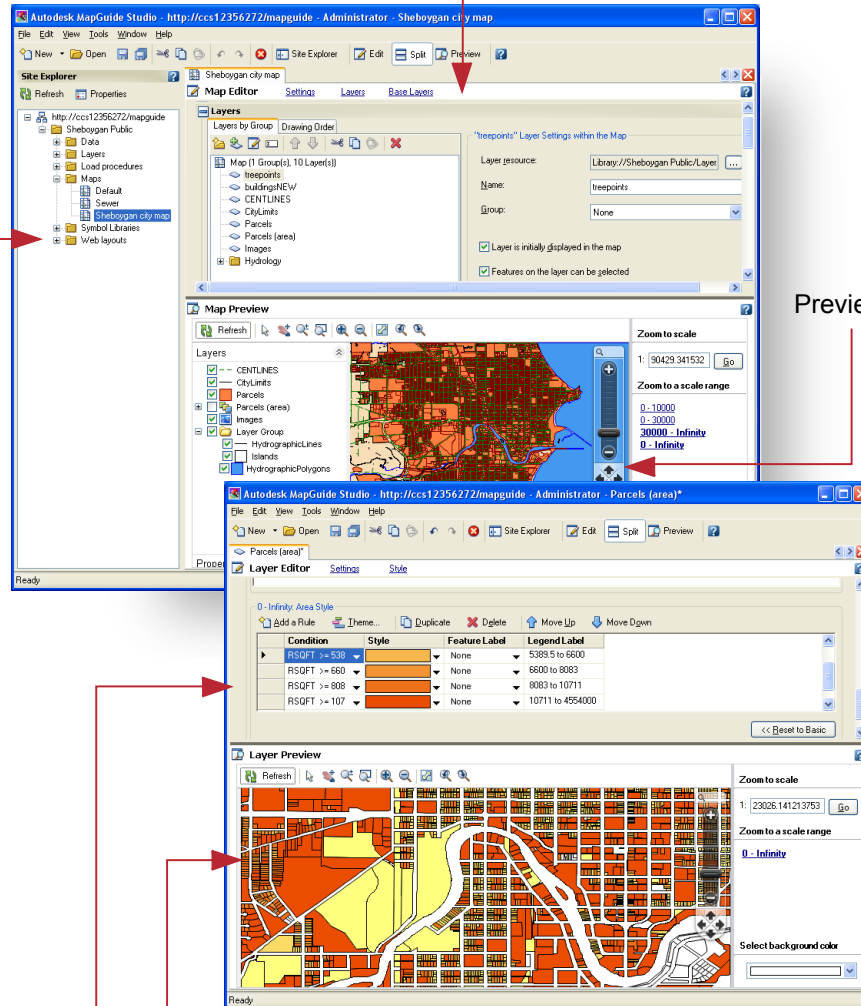 Autodesk MapGuide Studio - http://ccs12356272/mapguide - Administrator - Sheboygan city map
File Edit View Tools Window Help
New Open Site Explorer Edit Split Preview
Site Explorer
Refresh Properties
http://ccs12356272/mapguide
Sheboygan Public
Data
Layers
Load procedures
Maps
Default
Sewer
Sheboygan city map
Symbol Libraries
Web layouts
Sheboygan city map
Map Editor Settings Layers Base Layers
Layers
Layers by Group Drawing Order
Map (1 Group(s), 10 Layer(s))
treepoints
buildingsNEW
CENTLINES
CityLimits
Parcels
Parcels (area)
Images
Hydrology
"treepoints" Layer Settings within the Map
Layer resource: Library://Sheboygan Public/Layer ...
Name: treepoints
Group: None
Layer is initially displayed in the map
Features on the layer can be selected
Map Preview
Refresh
Layers
CENTLINES
CityLimits
Parcels
Parcels (area)
Images
Layer Group
HydrographicLines
Islands
HydrographicPolygons
Zoom to scale
1: 90429.341532 Go
Zoom to a scale range
0 - 10000
0 - 30000
30000 - Infinity
0 - Infinity
Previe
Proper
Ready
Autodesk MapGuide Studio - http://ccs12356272/mapguide - Administrator - Parcels (area)*
File Edit View Tools Window Help
New Open Site Explorer Edit Split Preview
Parcels (area)*
Layer Editor Settings Style
0 - Infinity: Area Style
Add a Rule Theme... Duplicate Delete Move Up Move Down
Condition Style Feature Label Legend Label
RSQFT >= 538 None 5389.5 to 6600
RSQFT >= 660 None 6600 to 8083
RSQFT >= 808 None 8083 to 10711
RSQFT >= 107 None 10711 to 4554000
<< Reset to Basic
Layer Preview
Refresh
Zoom to scale
1: 23026.141213753 Go
Zoom to a scale range
0 - Infinity
Select background color
Ready